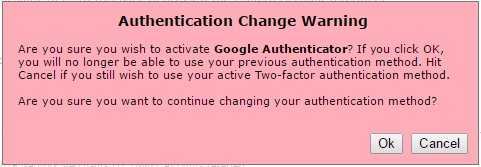 Authentication Change Warning
Are you sure you wish to activate Google Authenticator? If you click OK,
you will no longer be able to use your previous authentication method. Hit
Cancel if you still wish to use your active Two-factor authentication method.
Are you sure you want to continue changing your authentication method?
Ok Cancel